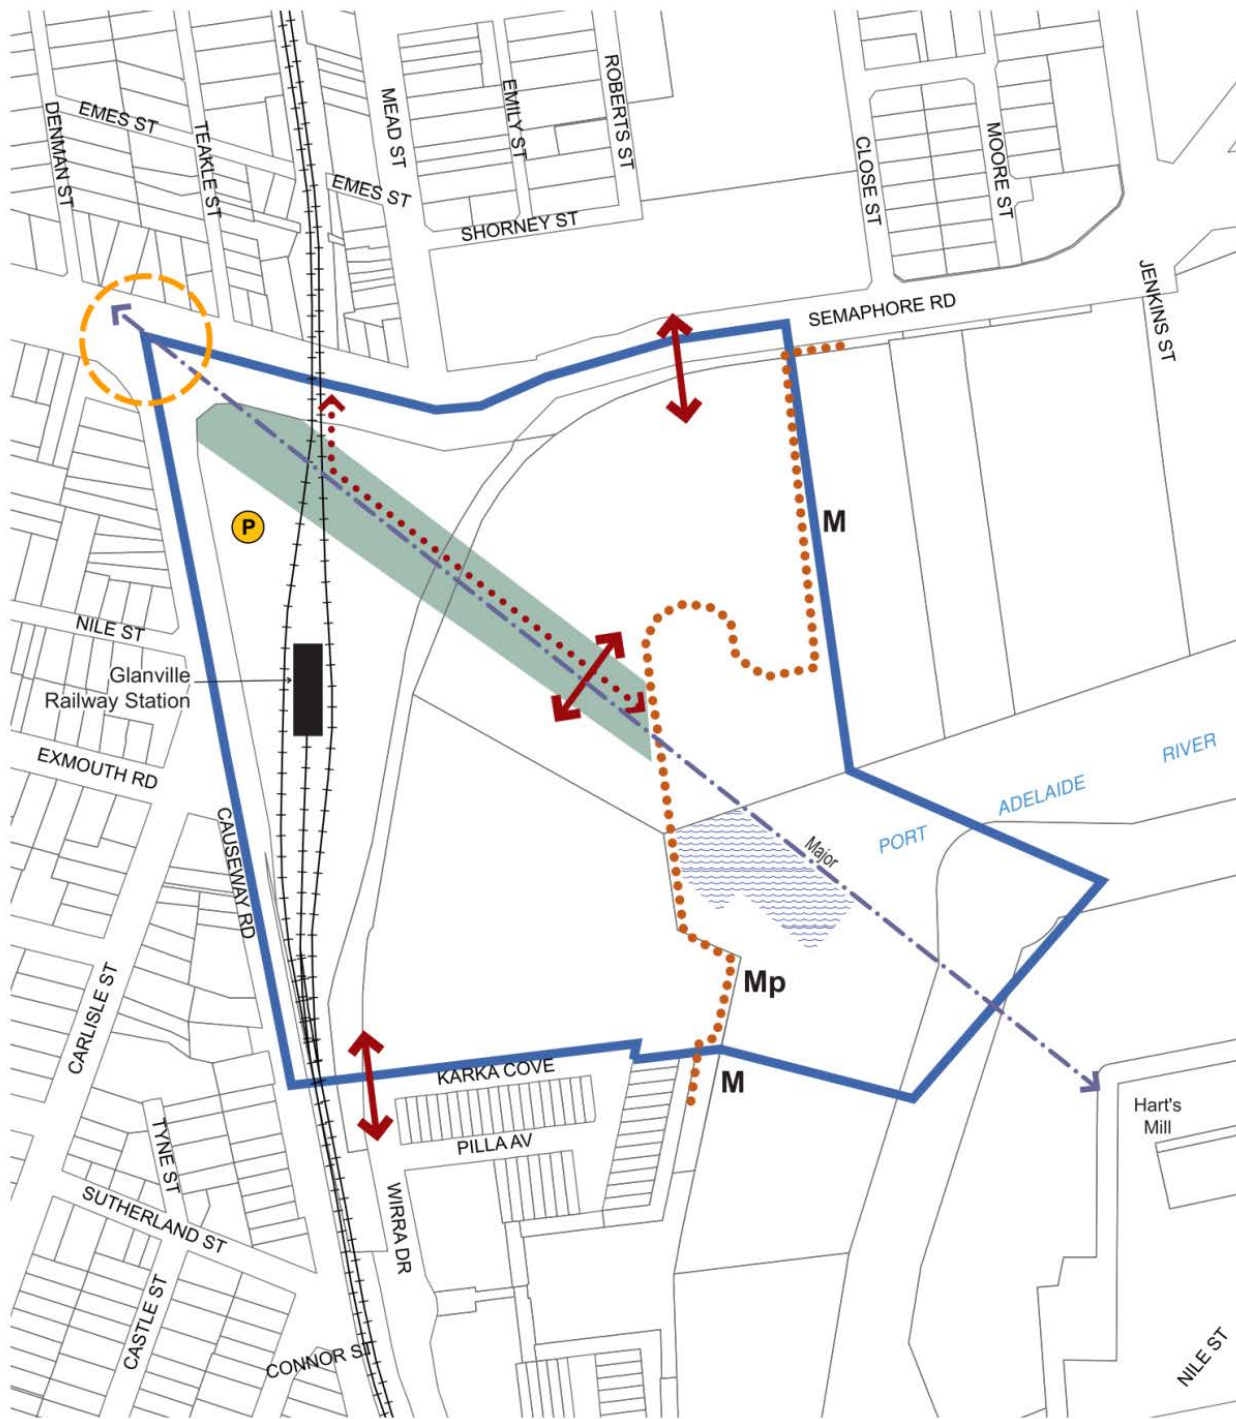 EMES ST
DENMAN ST
TEAKLE ST
MEAD ST
EMILY ST
ROBERTS ST
EMES ST
SHORNEY ST
CLOSE ST
MOORE ST
JENKINS ST
SEMAPHORE RD
P
M
NILE ST
Glanville
Railway Station
EXMOUTH RD
CAUSEWAY RD
RIVER
ADELAIDE
PORT
Major
Mp
CARLISLE ST
KARKA COVE
M
PILLA AV
Hart's
Mill
TYNE ST
SUTHERLAND ST
WIRRA DR
CASTLE ST
CONNOR ST
NILE ST